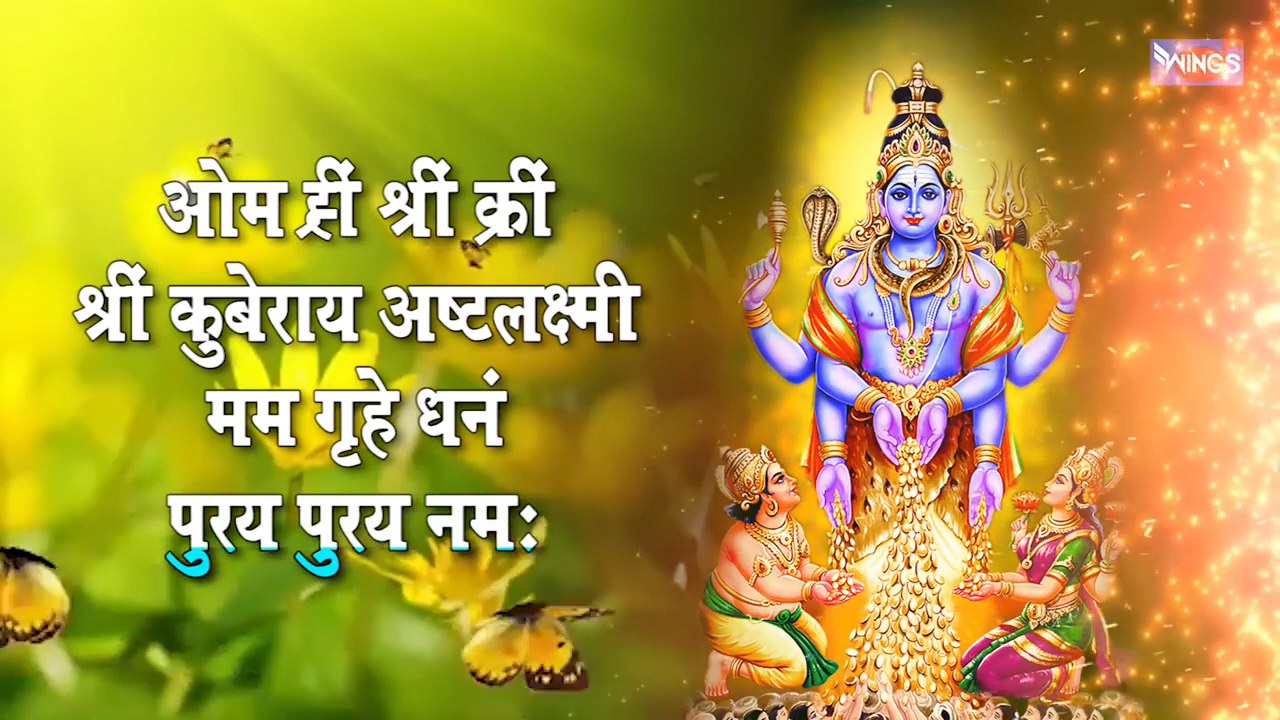 ओम ह्रीं श्रीं क्रीं
श्रीं कुबेराय अष्टलक्ष्मी
मम गृहे धनं
पुरय पुरय नमः
WINGS